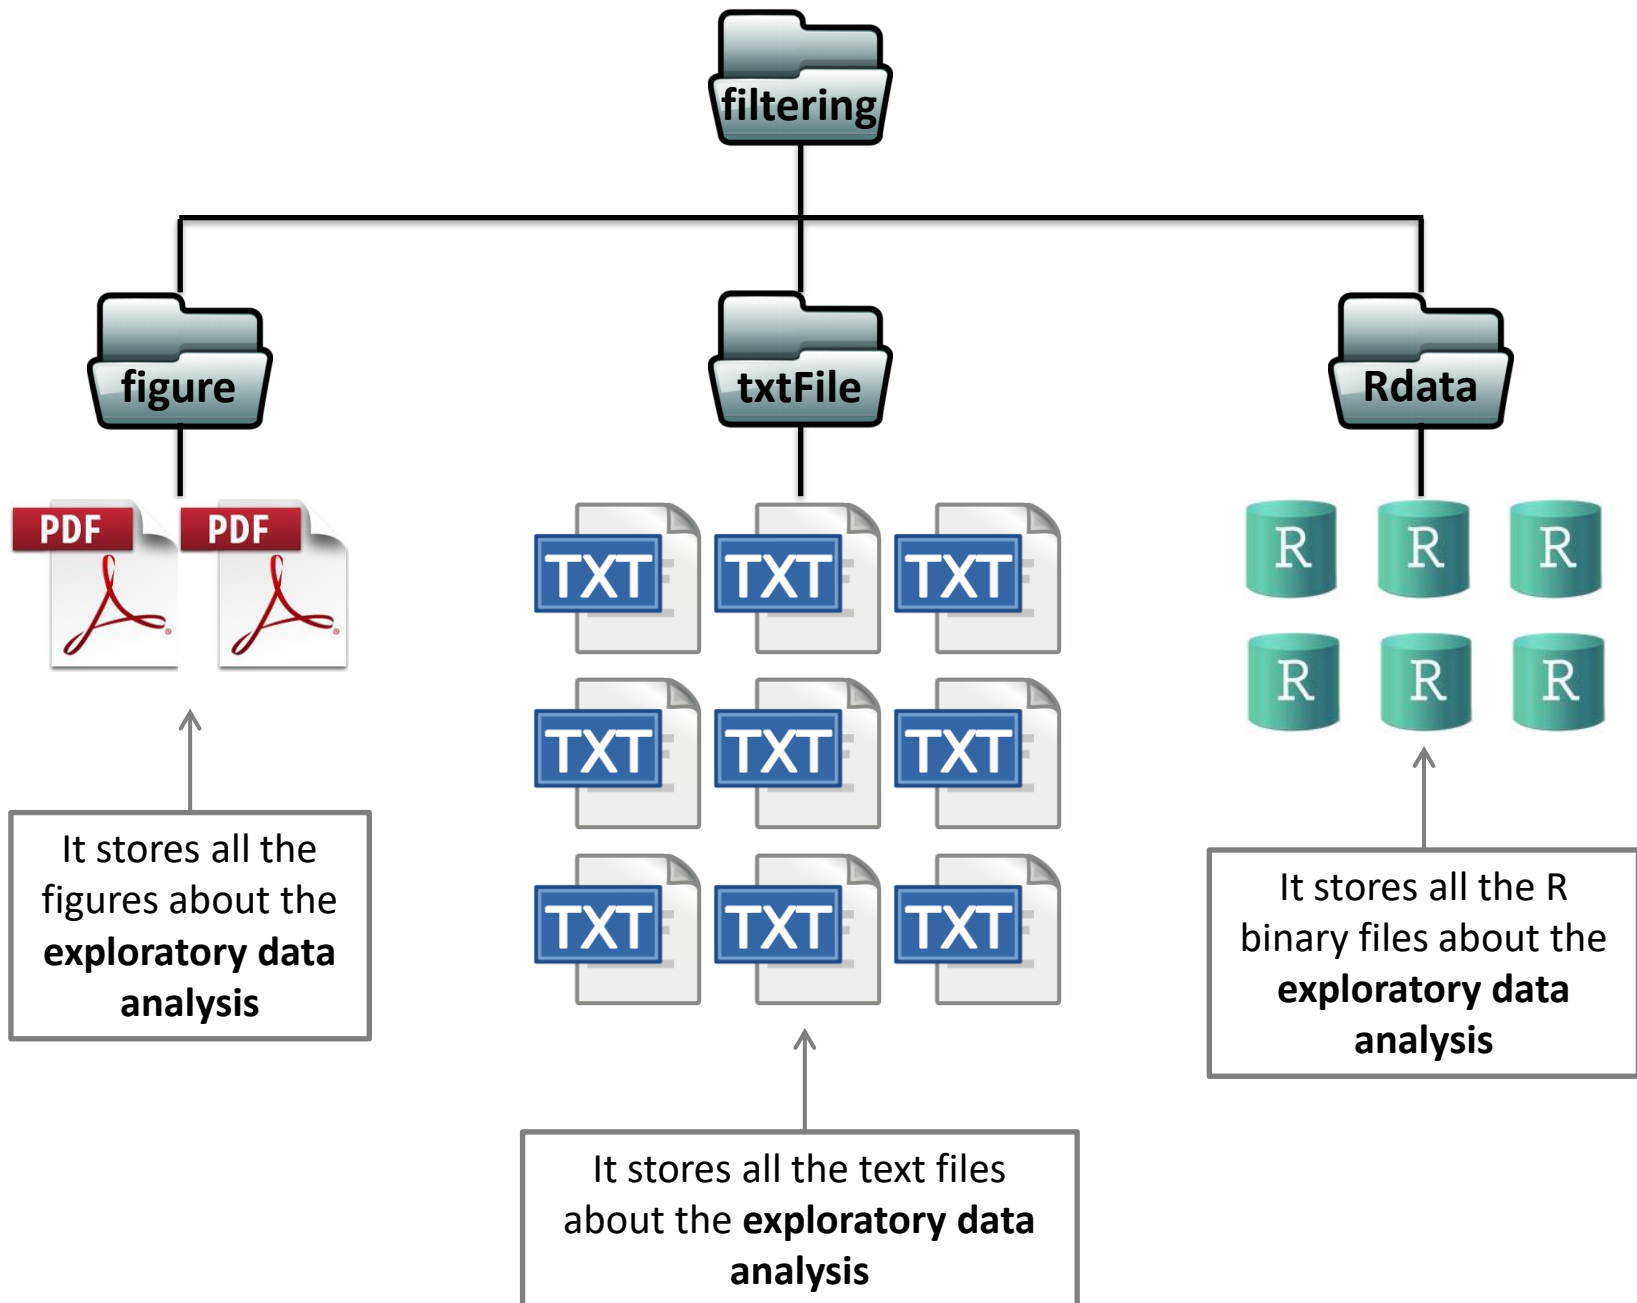 filtering
figure
txtFile
Rdata
PDF
PDF
TXT
TXT
TXT
R
R
R
R
R
R
TXT
TXT
TXT
TXT
TXT
TXT
It stores all the
figures about the
exploratory data
analysis
It stores all the R
binary files about the
exploratory data
analysis
It stores all the text files
about the exploratory data
analysis